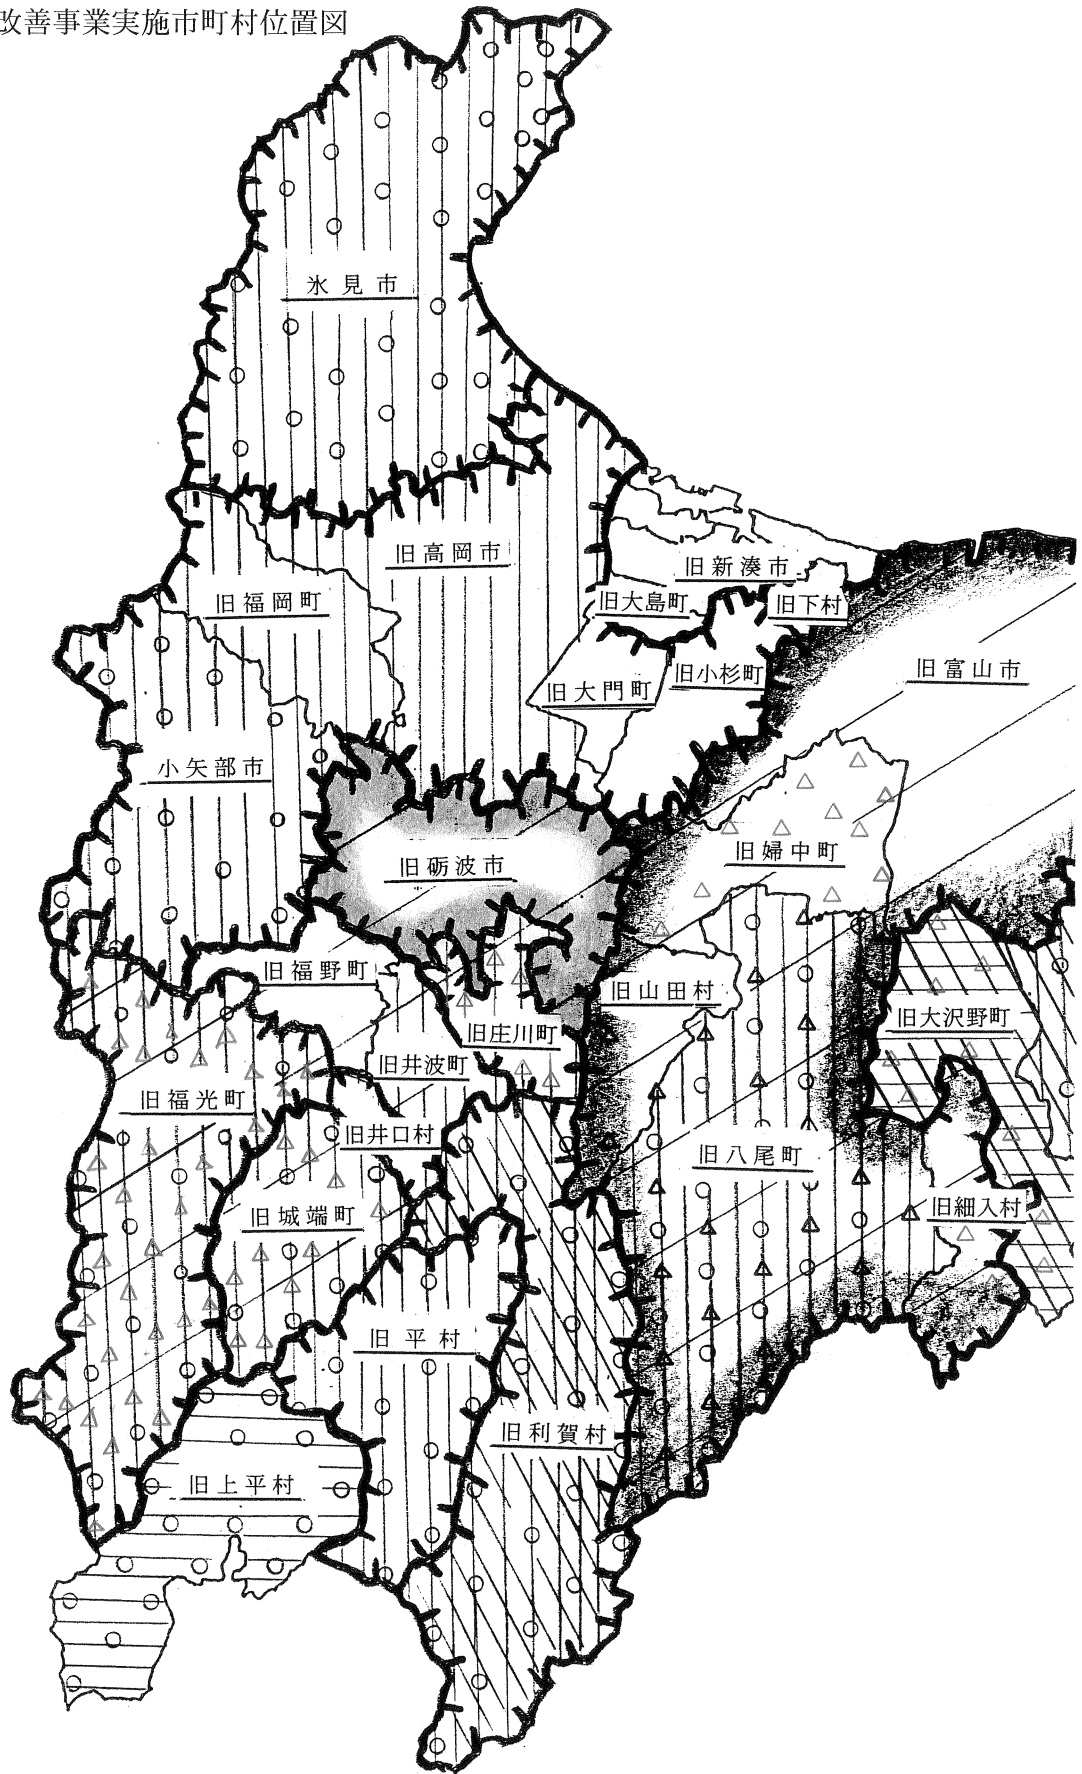 改善事業実施市町村位置図
氷見市
旧高岡市
旧新湊市
旧福岡町
旧大島町
旧下村
旧富山市
旧小杉町
旧大門町
小矢部市
旧砺波市
旧婦中町
旧福野町
旧山田村
旧庄川町
旧大沢野町
旧井波町
旧福光町
旧井口村
旧八尾町
旧城端町
旧細入村
旧平村
旧利賀村
旧上平村